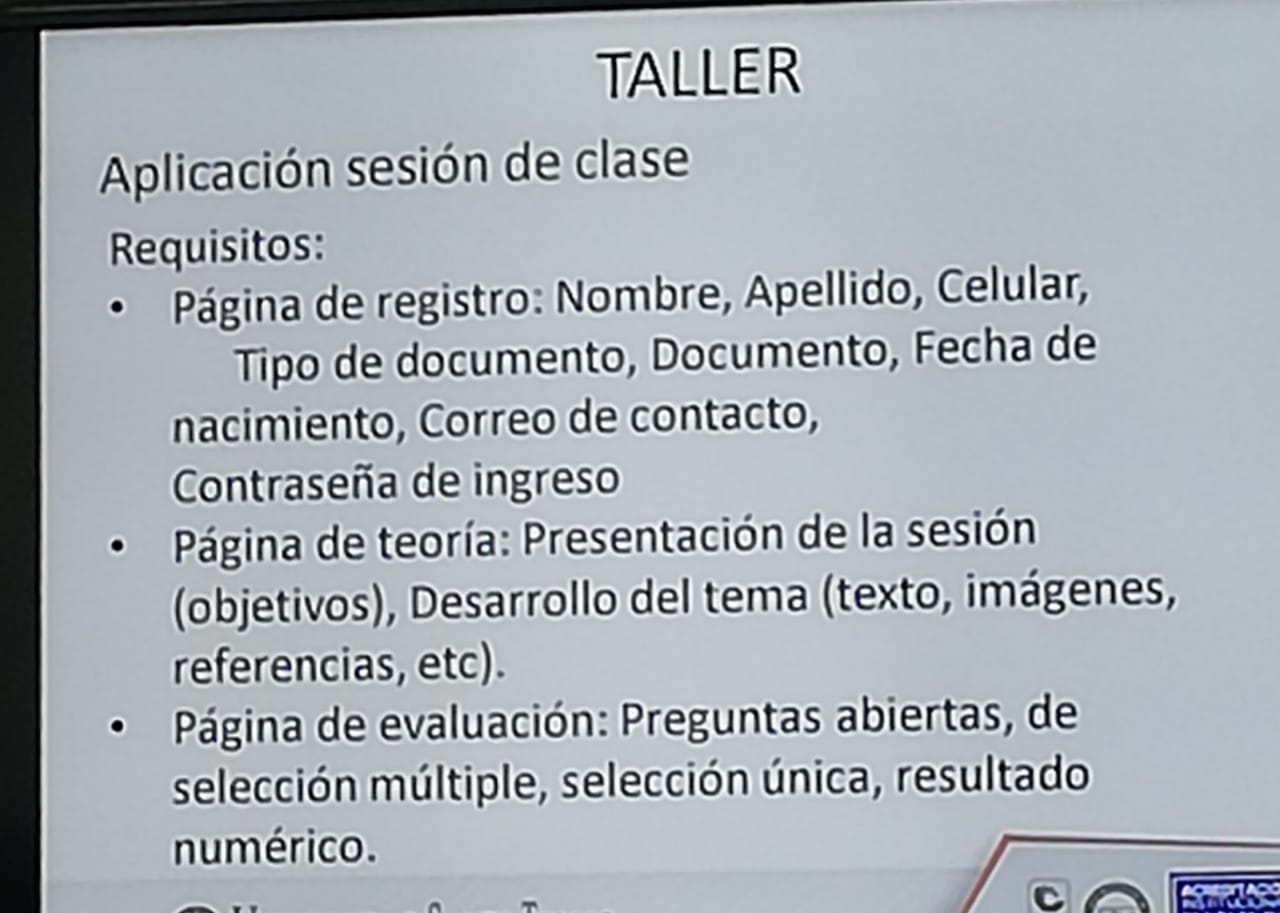 TALLER
Aplicación sesión de clase
Requisitos:
• Página de registro: Nombre, Apellido, Celular,
Tipo de documento, Documento, Fecha de
nacimiento, Correo de contacto,
Contraseña de ingreso
• Página de teoría: Presentación de la sesión
(objetivos), Desarrollo del tema (texto, imágenes,
referencias, etc).
• Página de evaluación: Preguntas abiertas, de
selección múltiple, selección única, resultado
numérico.
C